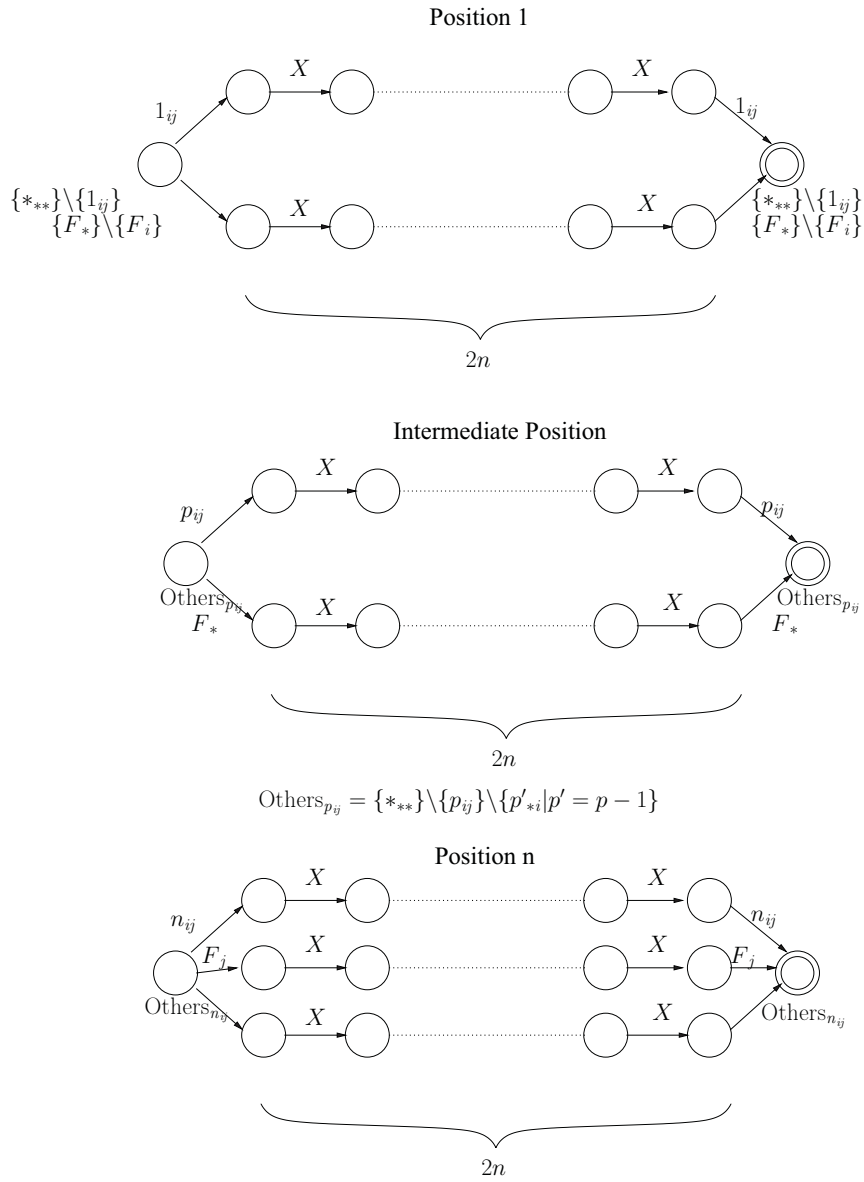 Position 1
X X
1_{ij} 1_{ij}
{*_{**}}\{1_{ij}} {*_{**}}\{1_{ij}}
{F_*}\{F_i} {F_*}\{F_i}
X X
2n
Intermediate Position
X X
p_{ij} p_{ij}
Others_{p_{ij}} Others_{p_{ij}}
F_* X X F_*
2n
Others_{p_{ij}} = {*_{**}}\{p_{ij}}\{p'_{*i}|p' = p − 1}
Position n
X X
n_{ij} n_{ij}
F_j X X F_j
Others_{n_{ij}} Others_{n_{ij}}
X X
2n